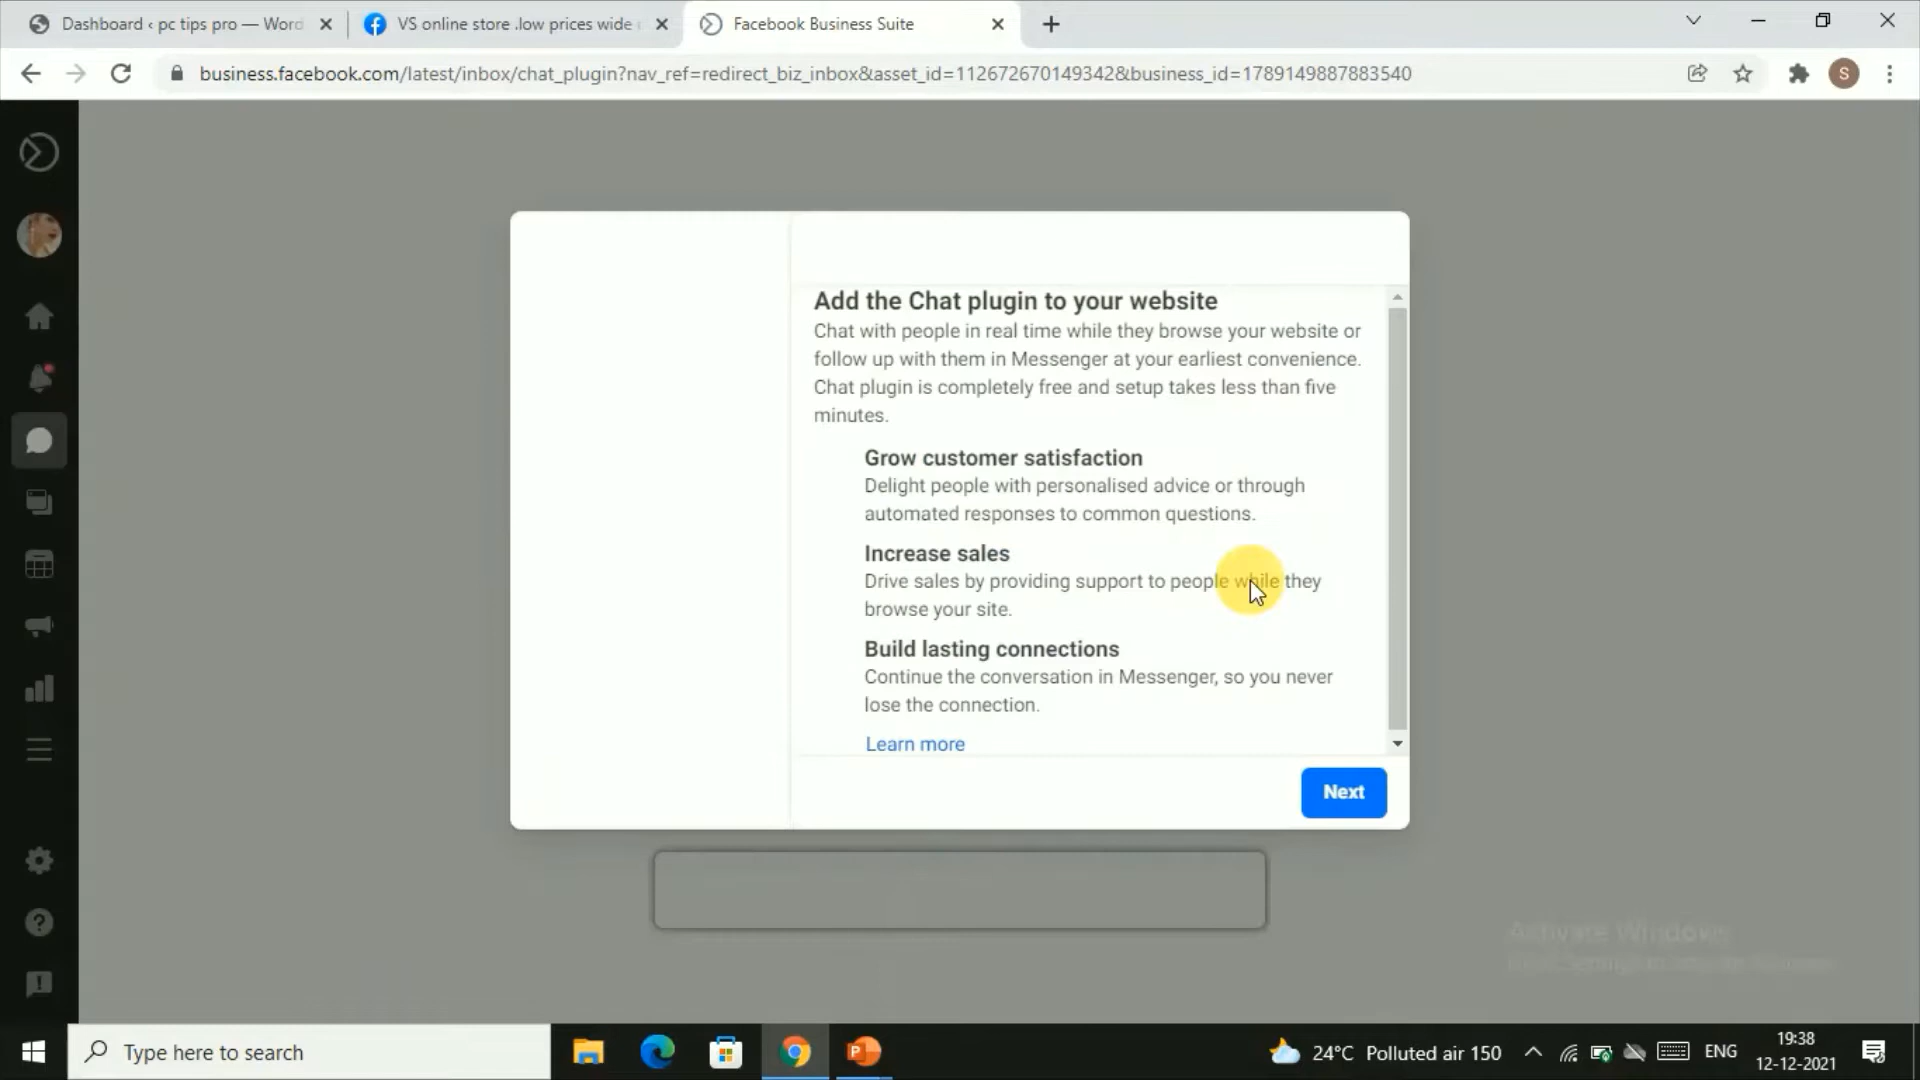 Dashboard ‹ pc tips pro — Word
VS online store .low prices wide
Facebook Business Suite
business.facebook.com/latest/inbox/chat_plugin?nav_ref=redirect_biz_inbox&asset_id=112672670149342&business_id=1789149887883540
S
Add the Chat plugin to your website
Chat with people in real time while they browse your website or
follow up with them in Messenger at your earliest convenience.
Chat plugin is completely free and setup takes less than five
minutes.
Grow customer satisfaction
Delight people with personalised advice or through
automated responses to common questions.
Increase sales
Drive sales by providing support to people while they
browse your site.
Build lasting connections
Continue the conversation in Messenger, so you never
lose the connection.
Learn more
Next
Activate Windows
Type here to search
24°C Polluted air 150
ENG
19:38
12-12-2021